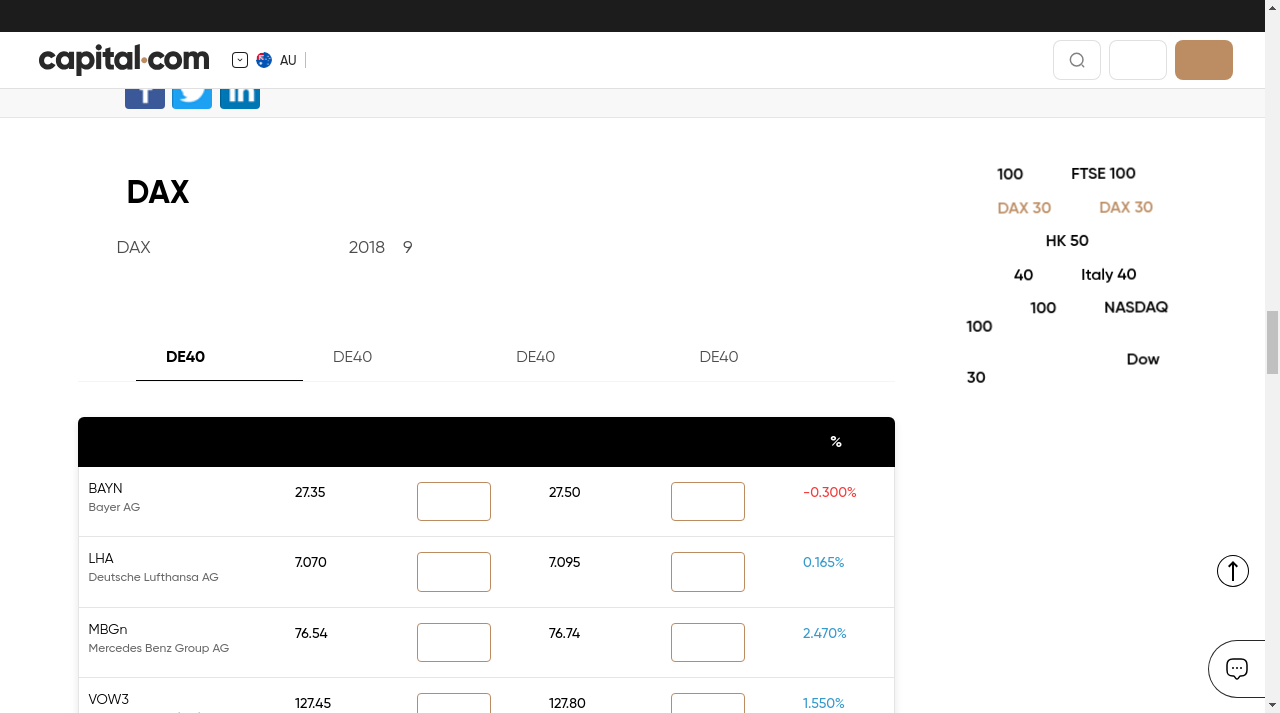 capital.com
AU
f in
DAX
DAX 2018 9
100 FTSE 100
DAX 30 DAX 30
HK 50
40 Italy 40
100 NASDAQ
100
Dow
30
DE40 DE40 DE40 DE40
%
BAYN 27.35 27.50 -0.300%
Bayer AG
LHA 7.070 7.095 0.165%
Deutsche Lufthansa AG
MBGn 76.54 76.74 2.470%
Mercedes Benz Group AG
VOW3 127.45 127.80 1.550%